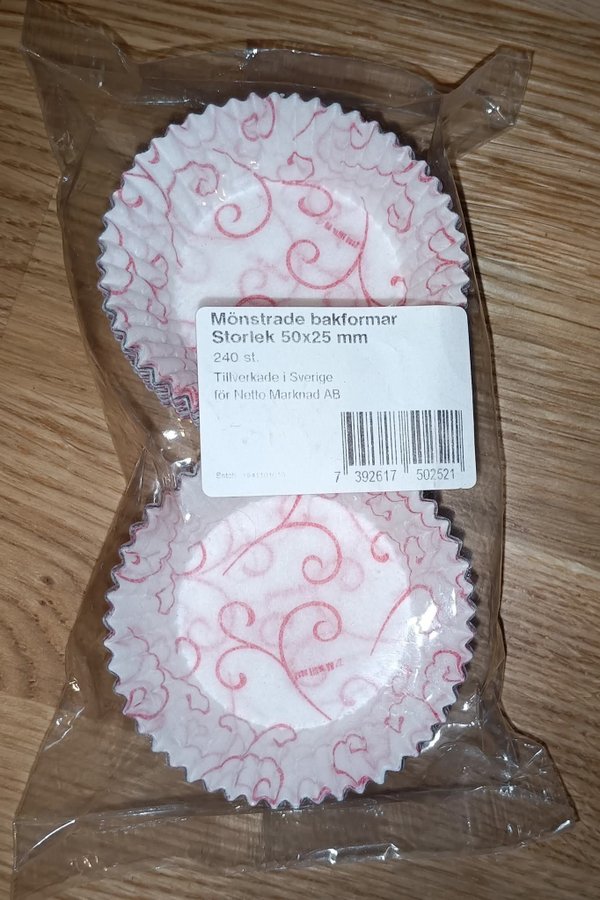 Mönstrade bakformar
Storlek 50x25 mm
240 st.
Tillverkade i Sverige
för Netto Marknad AB
7 392617 502521